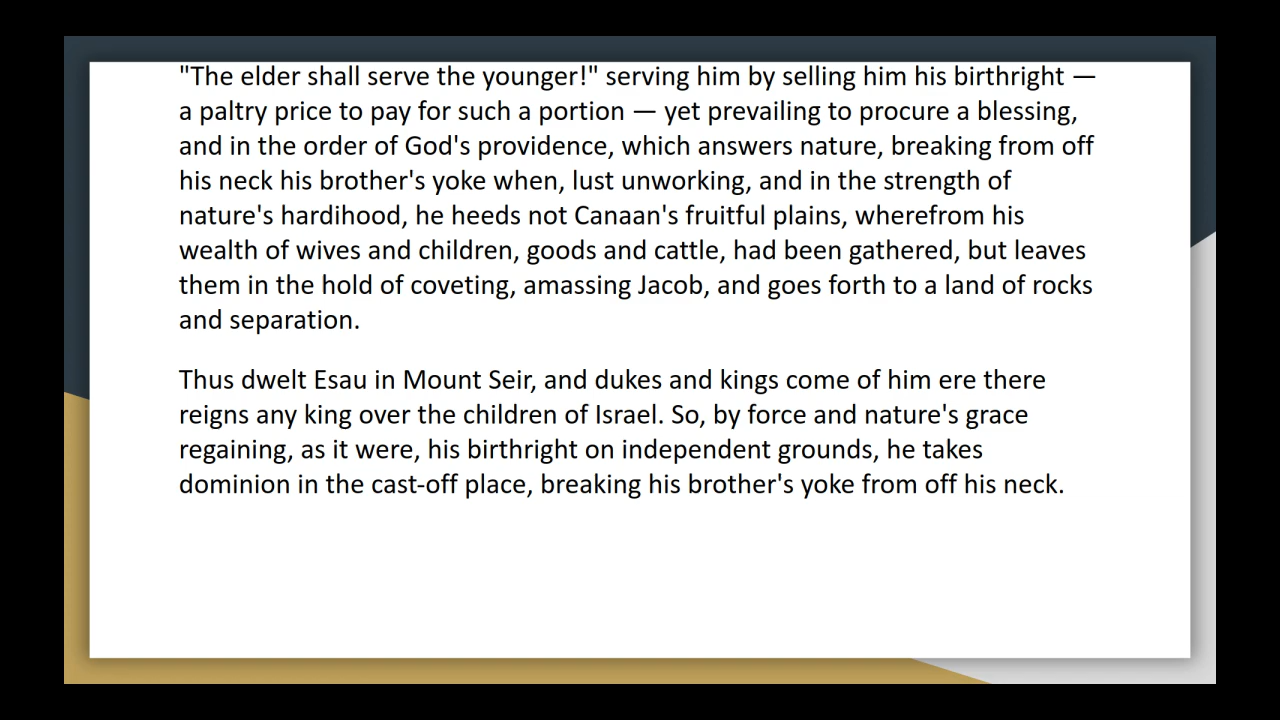 "The elder shall serve the younger!" serving him by selling him his birthright —
a paltry price to pay for such a portion — yet prevailing to procure a blessing,
and in the order of God's providence, which answers nature, breaking from off
his neck his brother's yoke when, lust unworking, and in the strength of
nature's hardihood, he heeds not Canaan's fruitful plains, wherefrom his
wealth of wives and children, goods and cattle, had been gathered, but leaves
them in the hold of coveting, amassing Jacob, and goes forth to a land of rocks
and separation.
Thus dwelt Esau in Mount Seir, and dukes and kings come of him ere there
reigns any king over the children of Israel. So, by force and nature's grace
regaining, as it were, his birthright on independent grounds, he takes
dominion in the cast-off place, breaking his brother's yoke from off his neck.